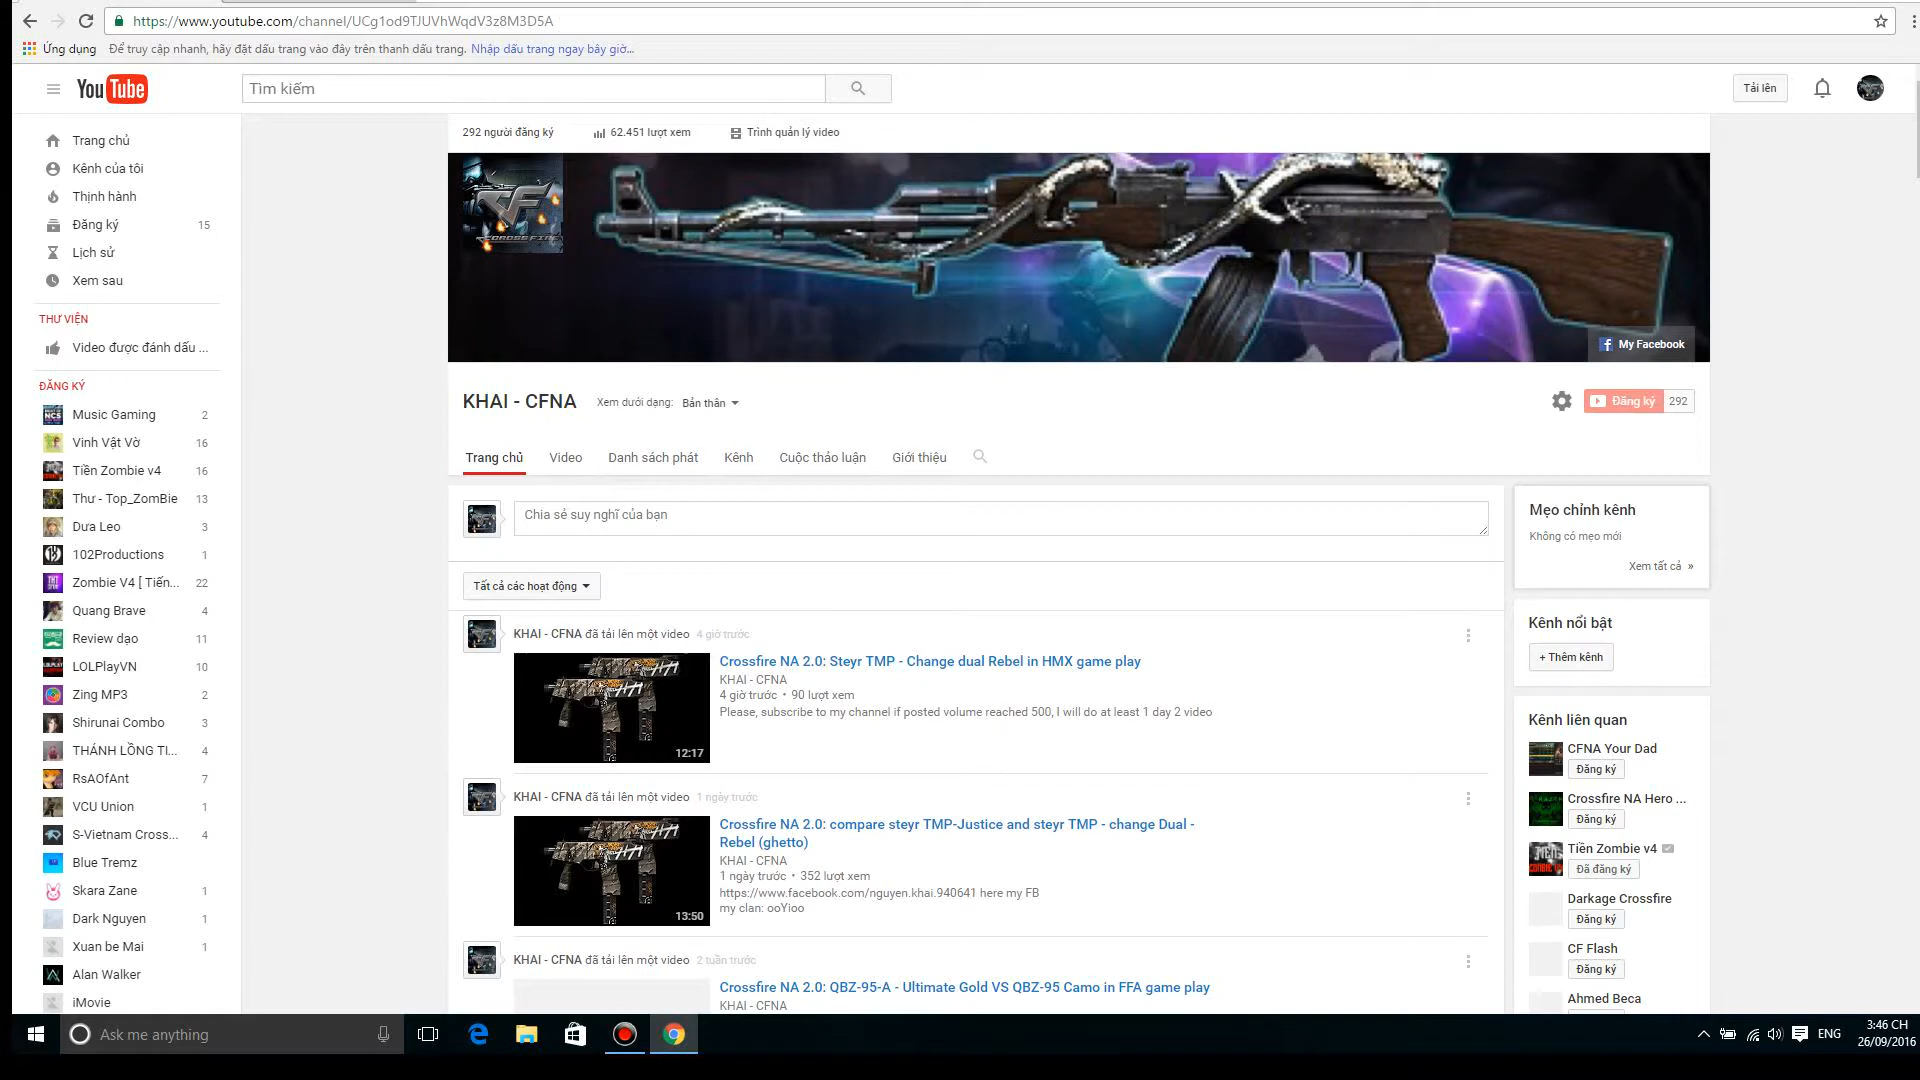 https://www.youtube.com/channel/UCg1od9TJUVhWqdV3z8M3D5A
Ứng dụng Để truy cập nhanh, hãy đặt dấu trang vào đây trên thanh dấu trang. Nhập dấu trang ngay bây giờ...
YouTube
Tìm kiếm
Tải lên
Trang chủ
Kênh của tôi
Thịnh hành
Đăng ký 15
Lịch sử
Xem sau
THƯ VIỆN
Video được đánh dấu ...
ĐĂNG KÝ
Music Gaming 2
Vinh Vật Vờ 16
Tiền Zombie v4 16
Thư - Top_ZomBie 13
Dưa Leo 3
102Productions 1
Zombie V4 [ Tiến... 22
Quang Brave 4
Review dạo 11
LOLPlayVN 10
Zing MP3 2
Shirunai Combo 3
THÁNH LỒNG TI... 4
RsAOfAnt 7
VCU Union 1
S-Vietnam Cross... 4
Blue Tremz
Skara Zane 1
Dark Nguyen 1
Xuan be Mai 1
Alan Walker
iMovie
292 người đăng ký 62.451 lượt xem Trình quản lý video
CF
CROSSFIRE
My Facebook
KHAI - CFNA Xem dưới dạng: Bản thân
Đăng ký 292
Trang chủ Video Danh sách phát Kênh Cuộc thảo luận Giới thiệu
Chia sẻ suy nghĩ của bạn
Tất cả các hoạt động
KHAI - CFNA đã tải lên một video 4 giờ trước
12:17
Crossfire NA 2.0: Steyr TMP - Change dual Rebel in HMX game play
KHAI - CFNA
4 giờ trước • 90 lượt xem
Please, subscribe to my channel if posted volume reached 500, I will do at least 1 day 2 video
KHAI - CFNA đã tải lên một video 1 ngày trước
13:50
Crossfire NA 2.0: compare steyr TMP-Justice and steyr TMP - change Dual -
Rebel (ghetto)
KHAI - CFNA
1 ngày trước • 352 lượt xem
https://www.facebook.com/nguyen.khai.940641 here my FB
my clan: ooYioo
KHAI - CFNA đã tải lên một video 2 tuần trước
Crossfire NA 2.0: QBZ-95-A - Ultimate Gold VS QBZ-95 Camo in FFA game play
KHAI - CFNA
Mẹo chỉnh kênh
Không có mẹo mới
Xem tất cả »
Kênh nổi bật
+ Thêm kênh
Kênh liên quan
CFNA Your Dad
Đăng ký
Crossfire NA Hero ...
Đăng ký
Tiền Zombie v4
Đã đăng ký
Darkage Crossfire
Đăng ký
CF Flash
Đăng ký
Ahmed Beca
Ask me anything
ENG
3:46 CH
26/09/2016